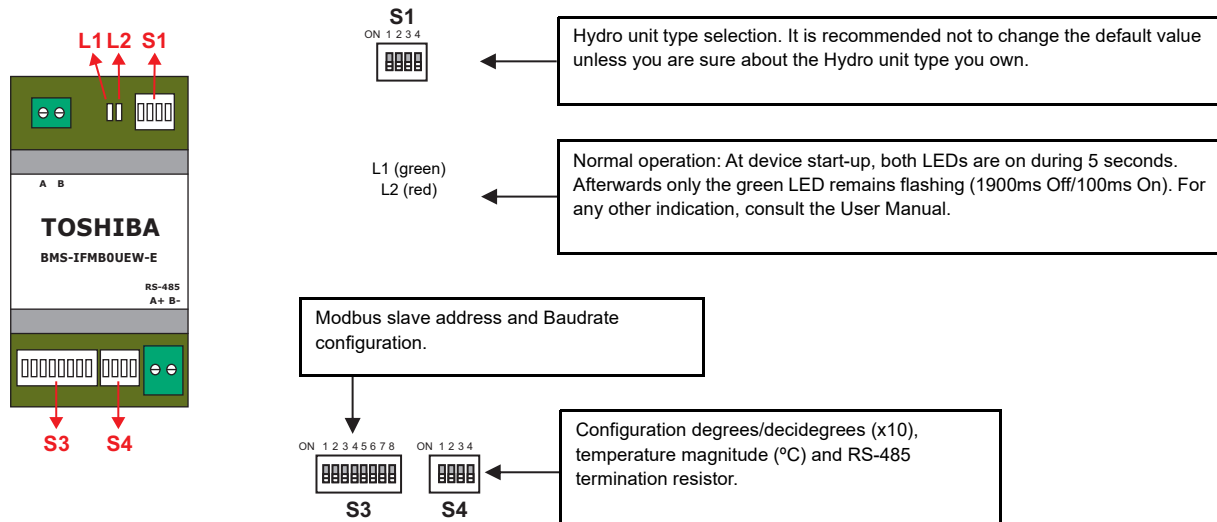 L1 L2 S1
A B
TOSHIBA
BMS-IFMB0UEW-E
RS-485
A+ B-
S3 S4
S1
ON 1 2 3 4
Hydro unit type selection. It is recommended not to change the default value
unless you are sure about the Hydro unit type you own.
L1 (green)
L2 (red)
Normal operation: At device start-up, both LEDs are on during 5 seconds.
Afterwards only the green LED remains flashing (1900ms Off/100ms On). For
any other indication, consult the User Manual.
Modbus slave address and Baudrate
configuration.
ON 1 2 3 4 5 6 7 8 ON 1 2 3 4
S3 S4
Configuration degrees/decidegrees (x10),
temperature magnitude (ºC) and RS-485
termination resistor.